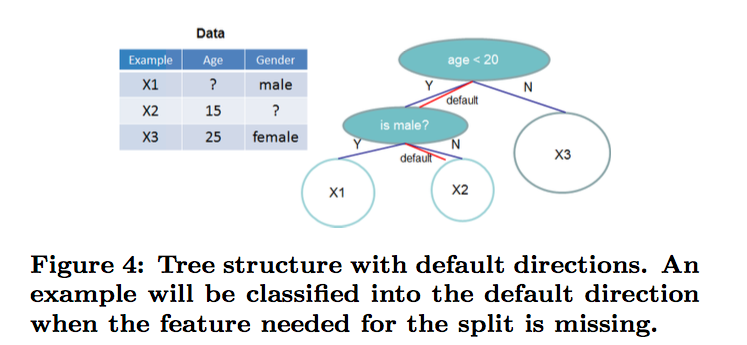 Data
Example Age Gender
X1 ? male
X2 15 ?
X3 25 female
age < 20
Y
N
default
is male?
Y
N
default
X1
X2
X3
Figure 4: Tree structure with default directions. An
example will be classified into the default direction
when the feature needed for the split is missing.